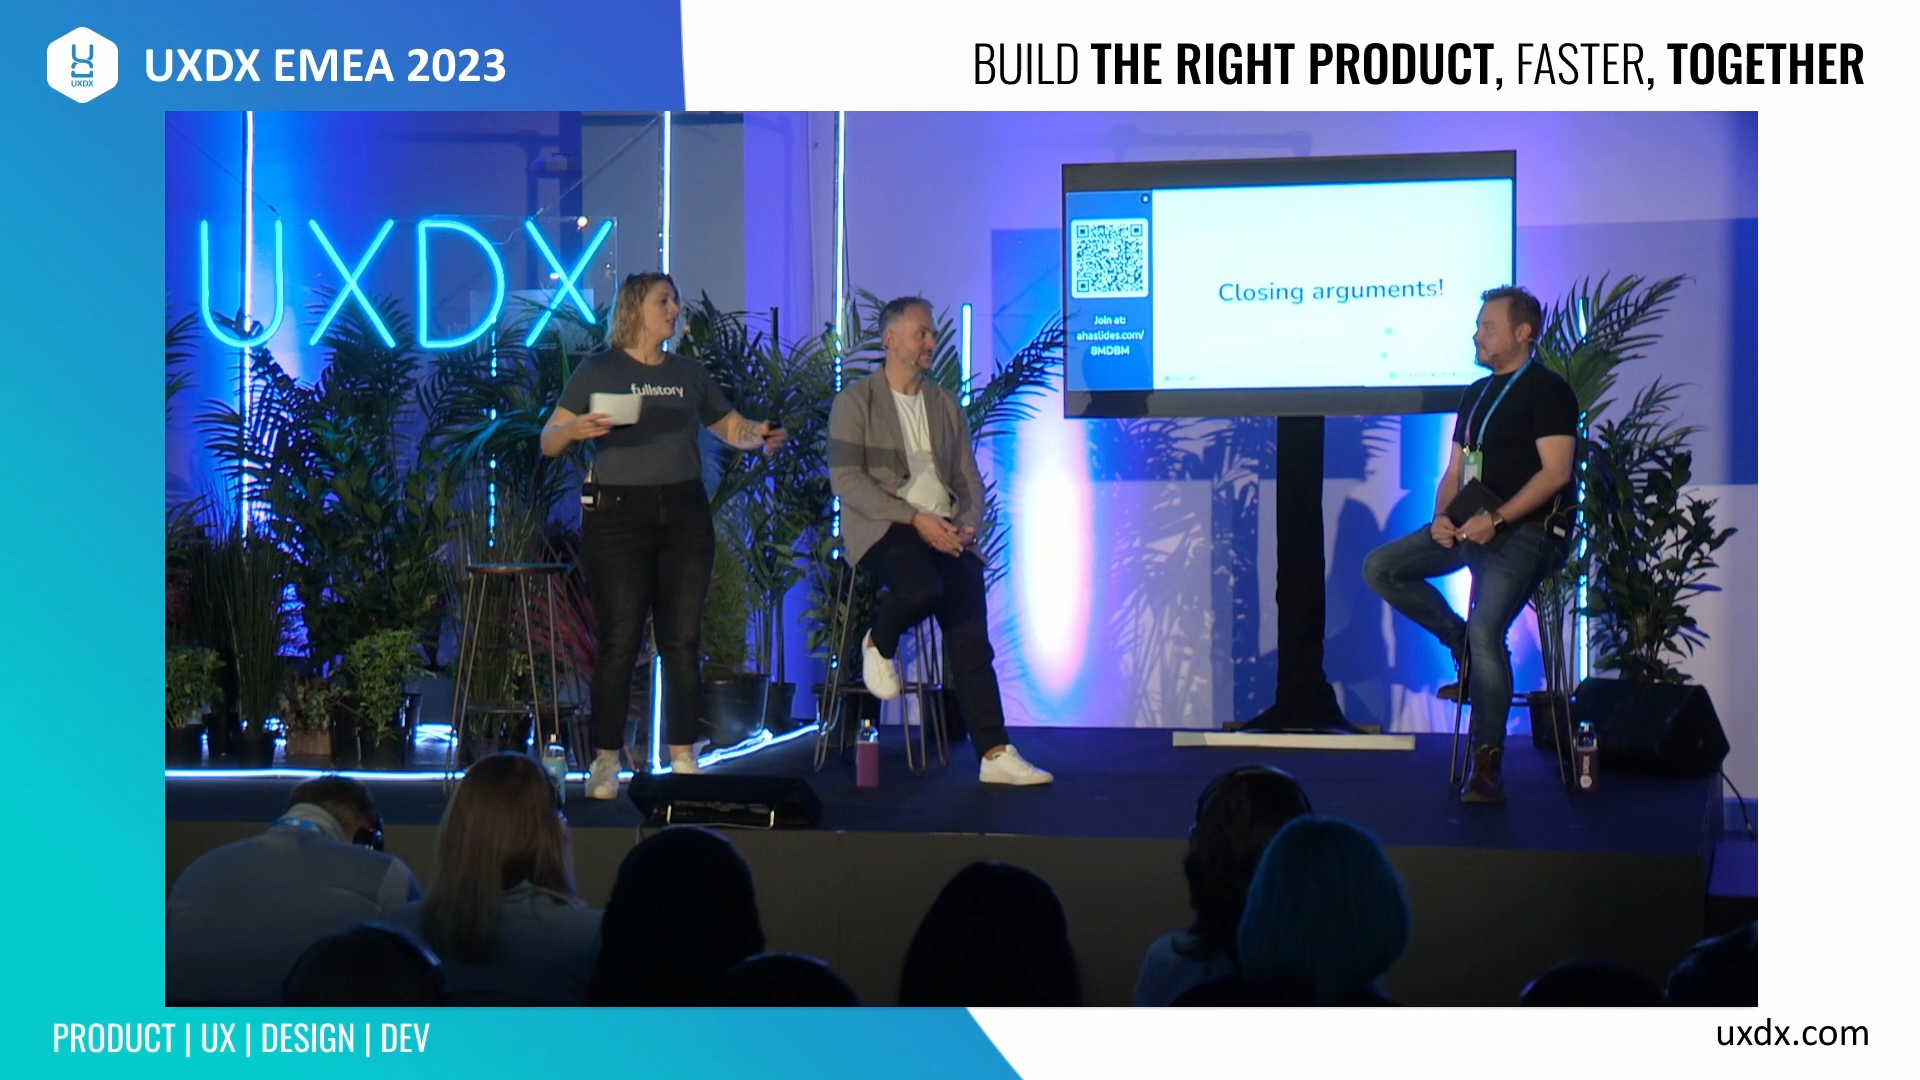 UXDX
UXDX EMEA 2023
BUILD THE RIGHT PRODUCT, FASTER, TOGETHER
UXDX
Closing arguments!
Join at:
ahaslides.com/
8MDBM
fullstory
PRODUCT | UX | DESIGN | DEV
uxdx.com